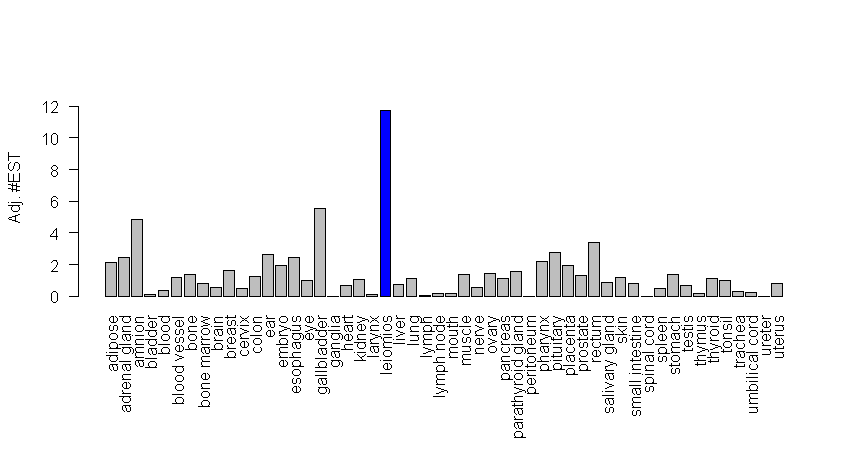 Adj. #EST
12
10
8
6
4
2
0
adipose
adrenal gland
amnion
bladder
blood
blood vessel
bone
bone marrow
brain
breast
cervix
colon
ear
embryo
esophagus
eye
gallbladder
ganglia
heart
kidney
larynx
leiomios
liver
lung
lymph
lymph node
mouth
muscle
nerve
ovary
pancreas
parathyroid gland
peritoneum
pharynx
pituitary
placenta
prostate
rectum
salivary gland
skin
small intestine
spinal cord
spleen
stomach
testis
thymus
thyroid
tonsil
trachea
umbilical cord
ureter
uterus